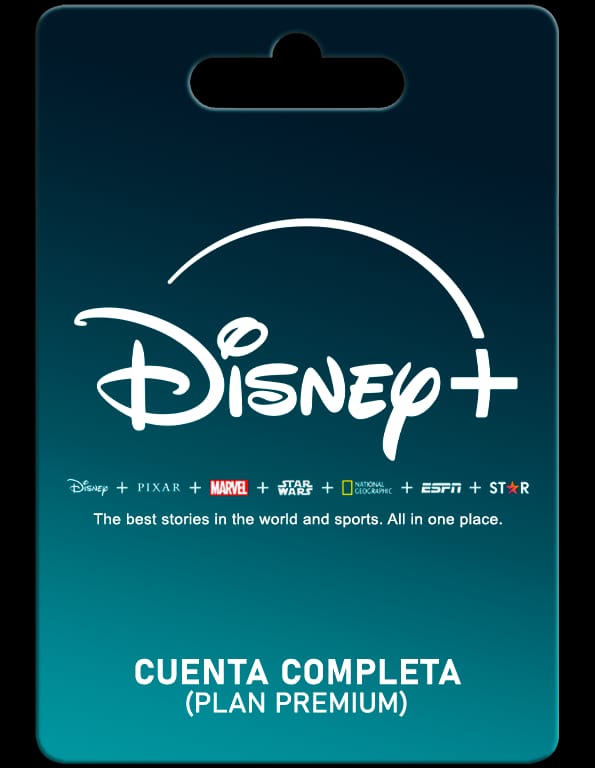 Disney+
Disney + PIXAR + MARVEL + STAR WARS + NATIONAL GEOGRAPHIC + ESPN + STAR
The best stories in the world and sports. All in one place.
CUENTA COMPLETA
(PLAN PREMIUM)